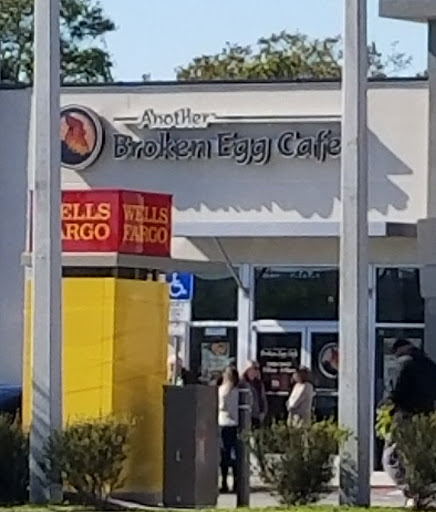 Another
Broken Egg Cafe
WELLS
FARGO
WELLS
FARGO